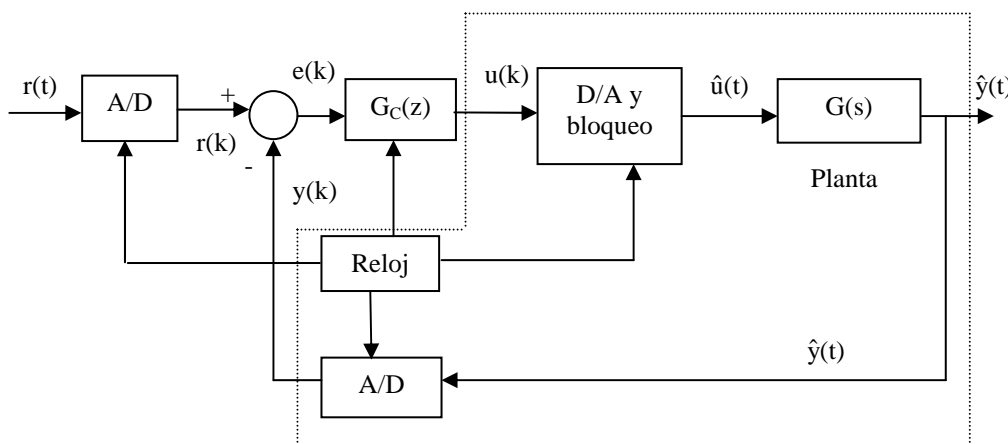 r(t)
A/D
+
r(k)
-
e(k)
G_C(z)
u(k)
D/A y
bloqueo
û(t)
G(s)
Planta
ŷ(t)
y(k)
Reloj
A/D
ŷ(t)